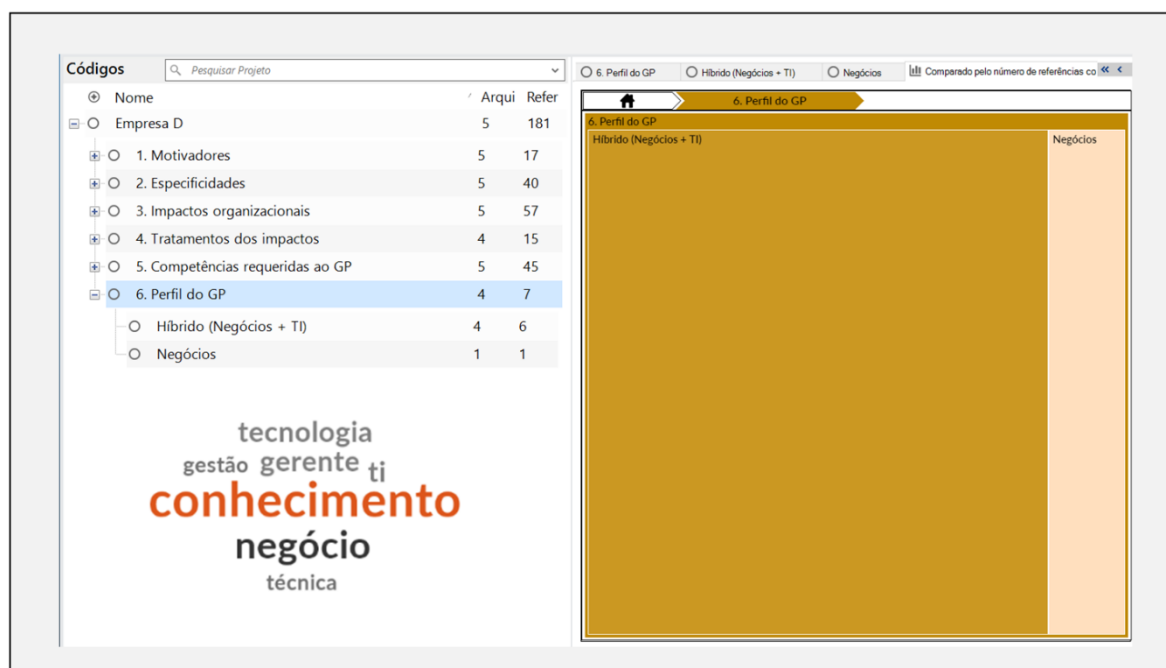 Códigos
Pesquisar Projeto
Nome Arqui Refer
Empresa D 5 181
1. Motivadores 5 17
2. Especificidades 5 40
3. Impactos organizacionais 5 57
4. Tratamentos dos impactos 4 15
5. Competências requeridas ao GP 5 45
6. Perfil do GP 4 7
Híbrido (Negócios + TI) 4 6
Negócios 1 1
tecnologia
gestão gerente ti
conhecimento
negócio
técnica
6. Perfil do GP Híbrido (Negócios + TI) Negócios Comparado pelo número de referências co
6. Perfil do GP
6. Perfil do GP
Híbrido (Negócios + TI) Negócios